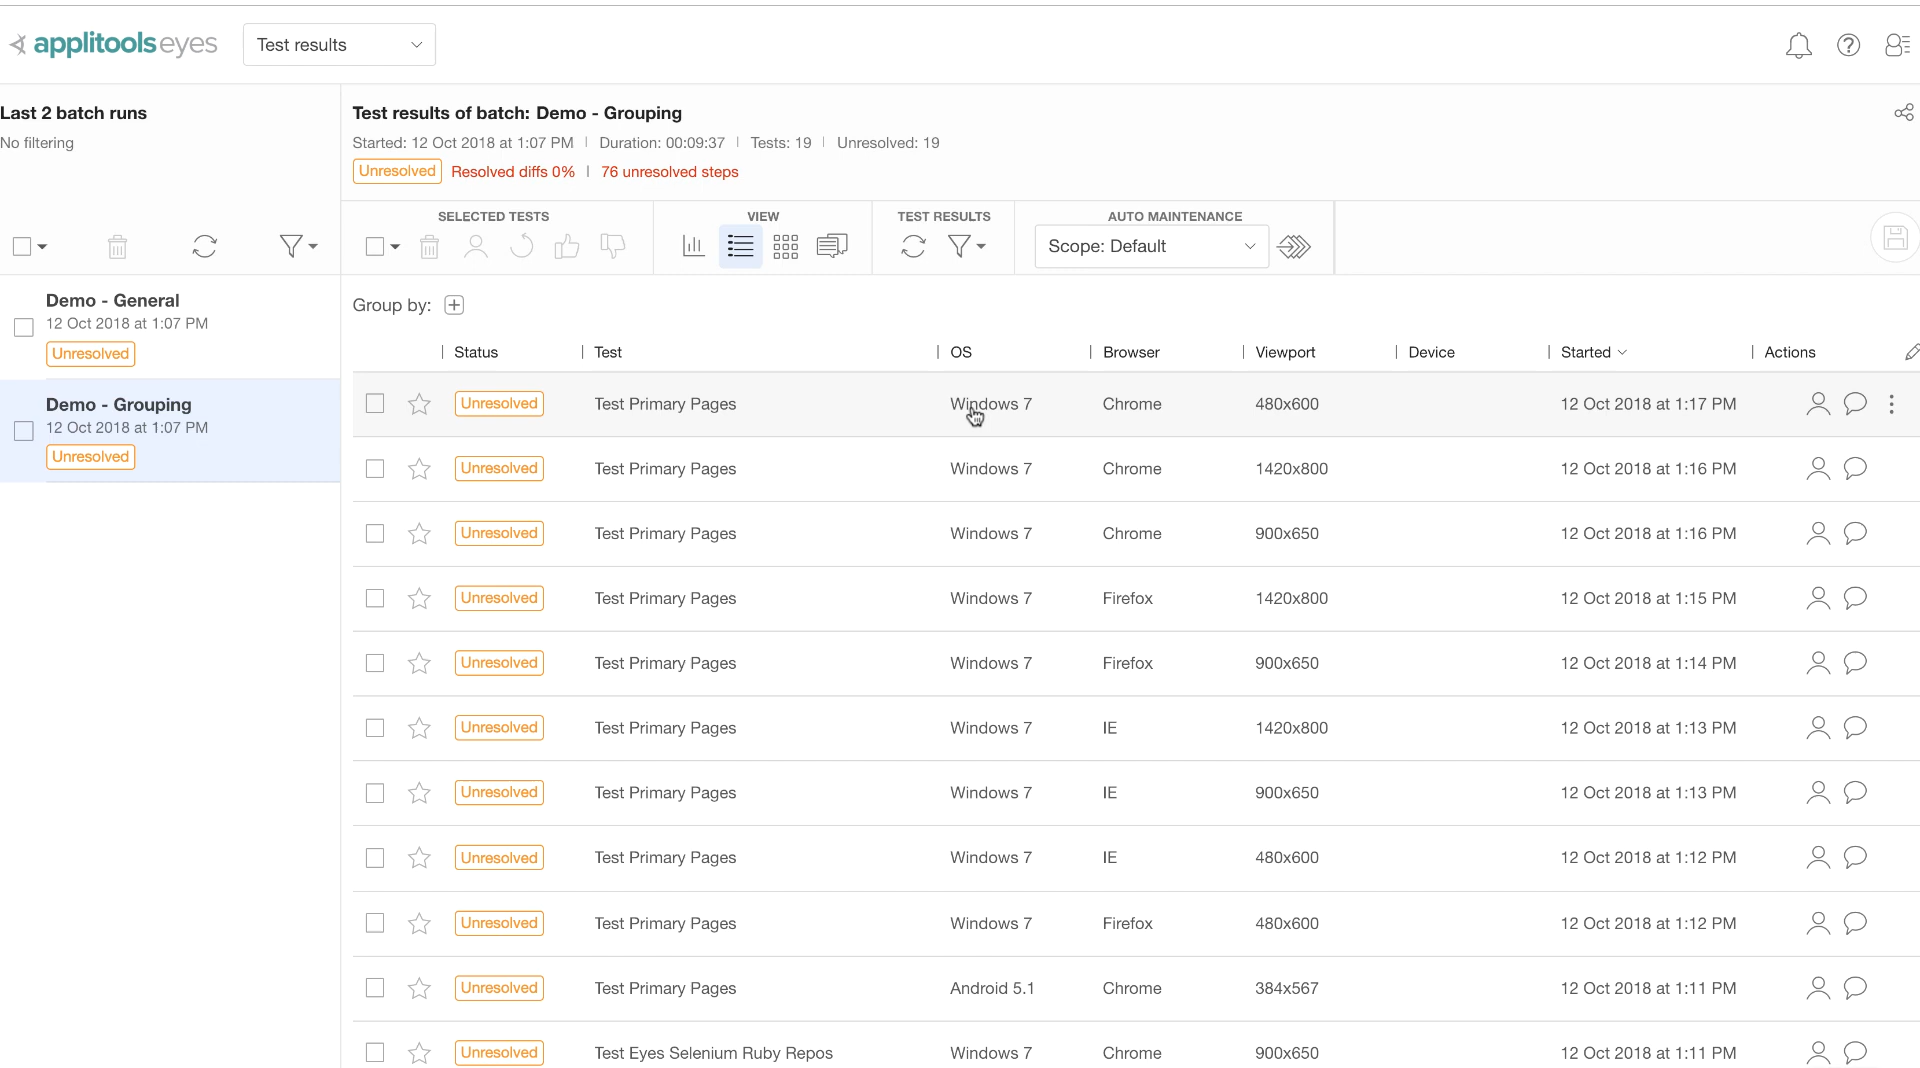 applitools eyes
Test results
Last 2 batch runs
No filtering
Test results of batch: Demo - Grouping
Started: 12 Oct 2018 at 1:07 PM | Duration: 00:09:37 | Tests: 19 | Unresolved: 19
Unresolved Resolved diffs 0% | 76 unresolved steps
SELECTED TESTS VIEW TEST RESULTS AUTO MAINTENANCE
Scope: Default
Demo - General
12 Oct 2018 at 1:07 PM
Unresolved
Demo - Grouping
12 Oct 2018 at 1:07 PM
Unresolved
Group by:
Status Test OS Browser Viewport Device Started Actions
Unresolved Test Primary Pages Windows 7 Chrome 480x600 12 Oct 2018 at 1:17 PM
Unresolved Test Primary Pages Windows 7 Chrome 1420x800 12 Oct 2018 at 1:16 PM
Unresolved Test Primary Pages Windows 7 Chrome 900x650 12 Oct 2018 at 1:16 PM
Unresolved Test Primary Pages Windows 7 Firefox 1420x800 12 Oct 2018 at 1:15 PM
Unresolved Test Primary Pages Windows 7 Firefox 900x650 12 Oct 2018 at 1:14 PM
Unresolved Test Primary Pages Windows 7 IE 1420x800 12 Oct 2018 at 1:13 PM
Unresolved Test Primary Pages Windows 7 IE 900x650 12 Oct 2018 at 1:13 PM
Unresolved Test Primary Pages Windows 7 IE 480x600 12 Oct 2018 at 1:12 PM
Unresolved Test Primary Pages Windows 7 Firefox 480x600 12 Oct 2018 at 1:12 PM
Unresolved Test Primary Pages Android 5.1 Chrome 384x567 12 Oct 2018 at 1:11 PM
Unresolved Test Eyes Selenium Ruby Repos Windows 7 Chrome 900x650 12 Oct 2018 at 1:11 PM